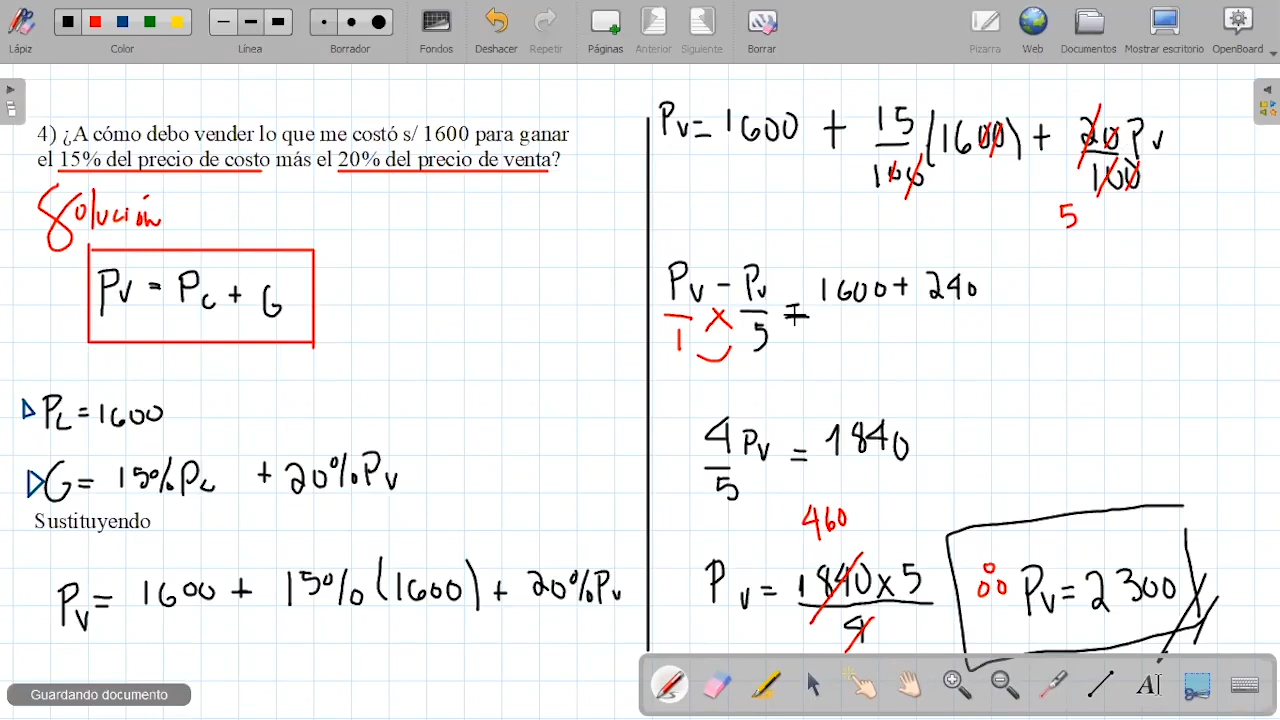 Lápiz
Color
Línea
Borrador
Fondos
Deshacer
Repetir
Páginas
Anterior
Siguiente
Borrar
Pizarra
Web
Documentos
Mostrar escritorio
OpenBoard
4) ¿A cómo debo vender lo que me costó s/ 1600 para ganar
el 15% del precio de costo más el 20% del precio de venta?
Solución
Pv = Pc + G
Pc = 1600
G = 15% Pc + 20% Pv
Sustituyendo
Pv = 1600 + 15% (1600) + 20% Pv
Pv = 1600 + 15/100 (1600) + 20/100 Pv
5
Pv/1 - Pv/5 = 1600 + 240
4/5 Pv = 1840
460
Pv = 1840 x 5 / 4
∴ Pv = 2300
Guardando documento
AI